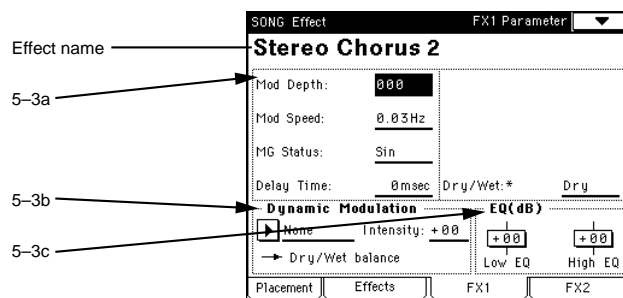 SONG Effect FX1 Parameter
Effect name
Stereo Chorus 2
5–3a
Mod Depth: 000
Mod Speed: 0.03Hz
MG Status: Sin
Delay Time: 0msec Dry/Wet:* Dry
5–3b
Dynamic Modulation EQ(dB)
None Intensity: +00 +00 +00
5–3c
→ Dry/Wet balance Low EQ High EQ
Placement Effects FX1 FX2